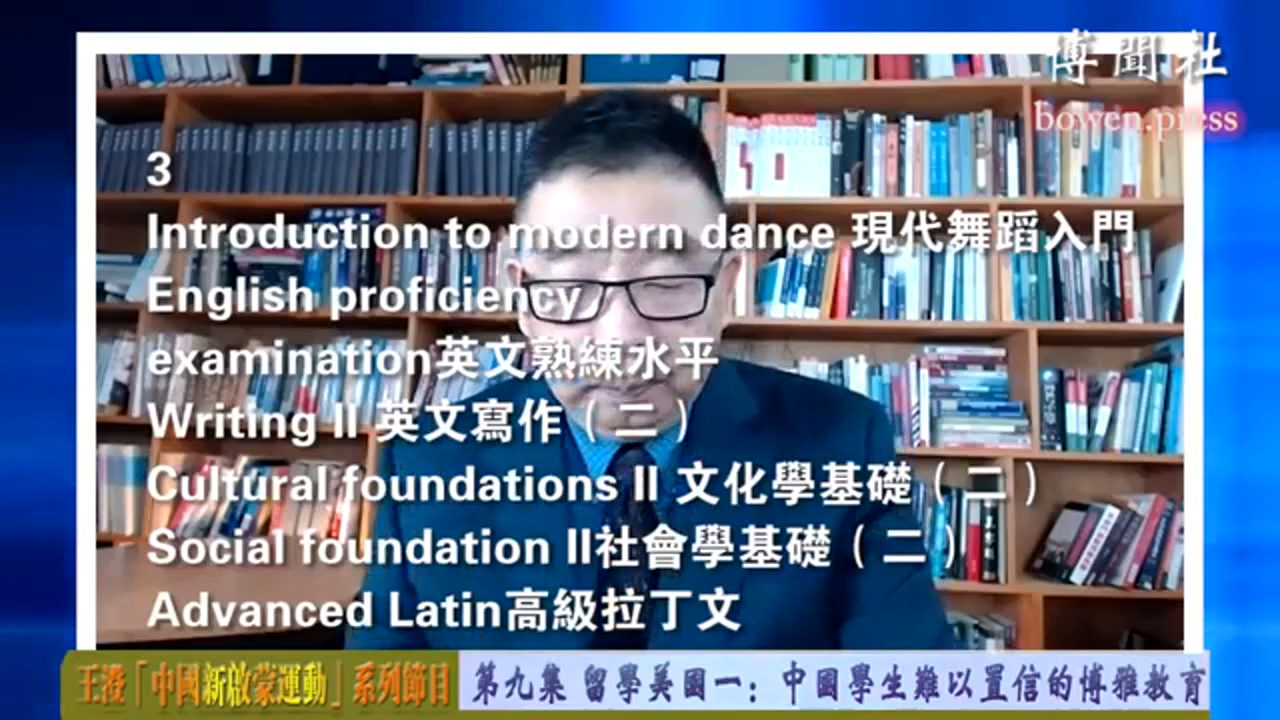 博聞社
bowen.press
3
Introduction to modern dance 現代舞蹈入門
English proficiency
examination英文熟練水平
Writing II 英文寫作（二）
Cultural foundations II 文化學基礎（二）
Social foundation II社會學基礎（二）
Advanced Latin高級拉丁文
王澄「中國新啟蒙運動」系列節目
第九集 留學美國一：中國學生難以置信的博雅教育